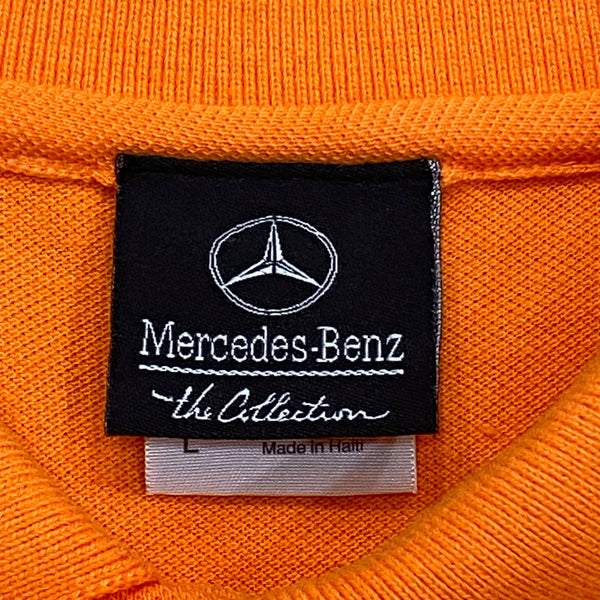 Mercedes-Benz
the Collection
L Made in Haiti